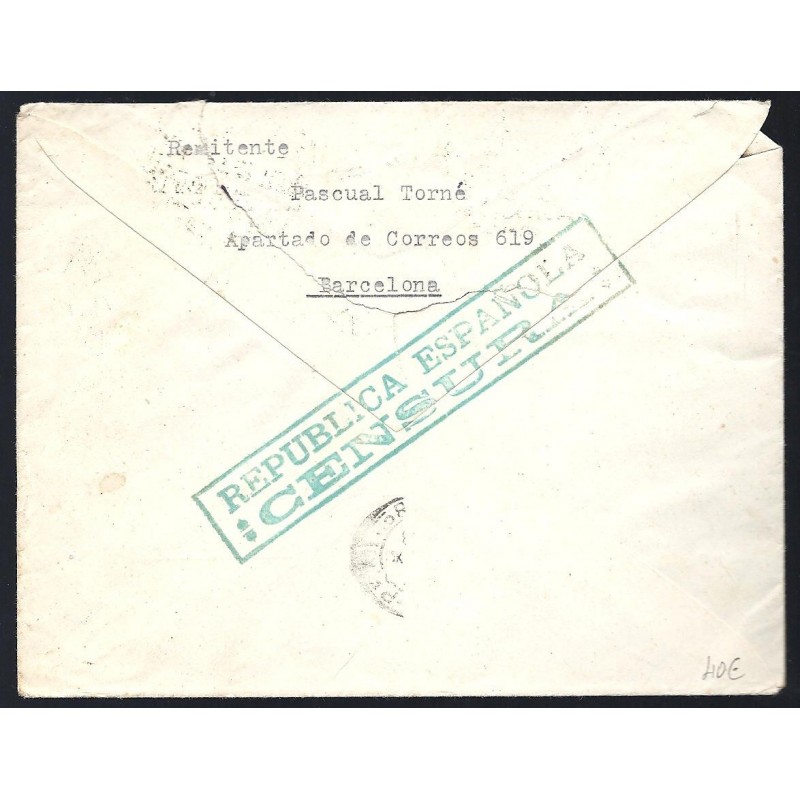 Remitente
Pascual Torné
Apartado de Correos 619
Barcelona
REPUBLICA ESPAÑOLA
CENSURA
40€